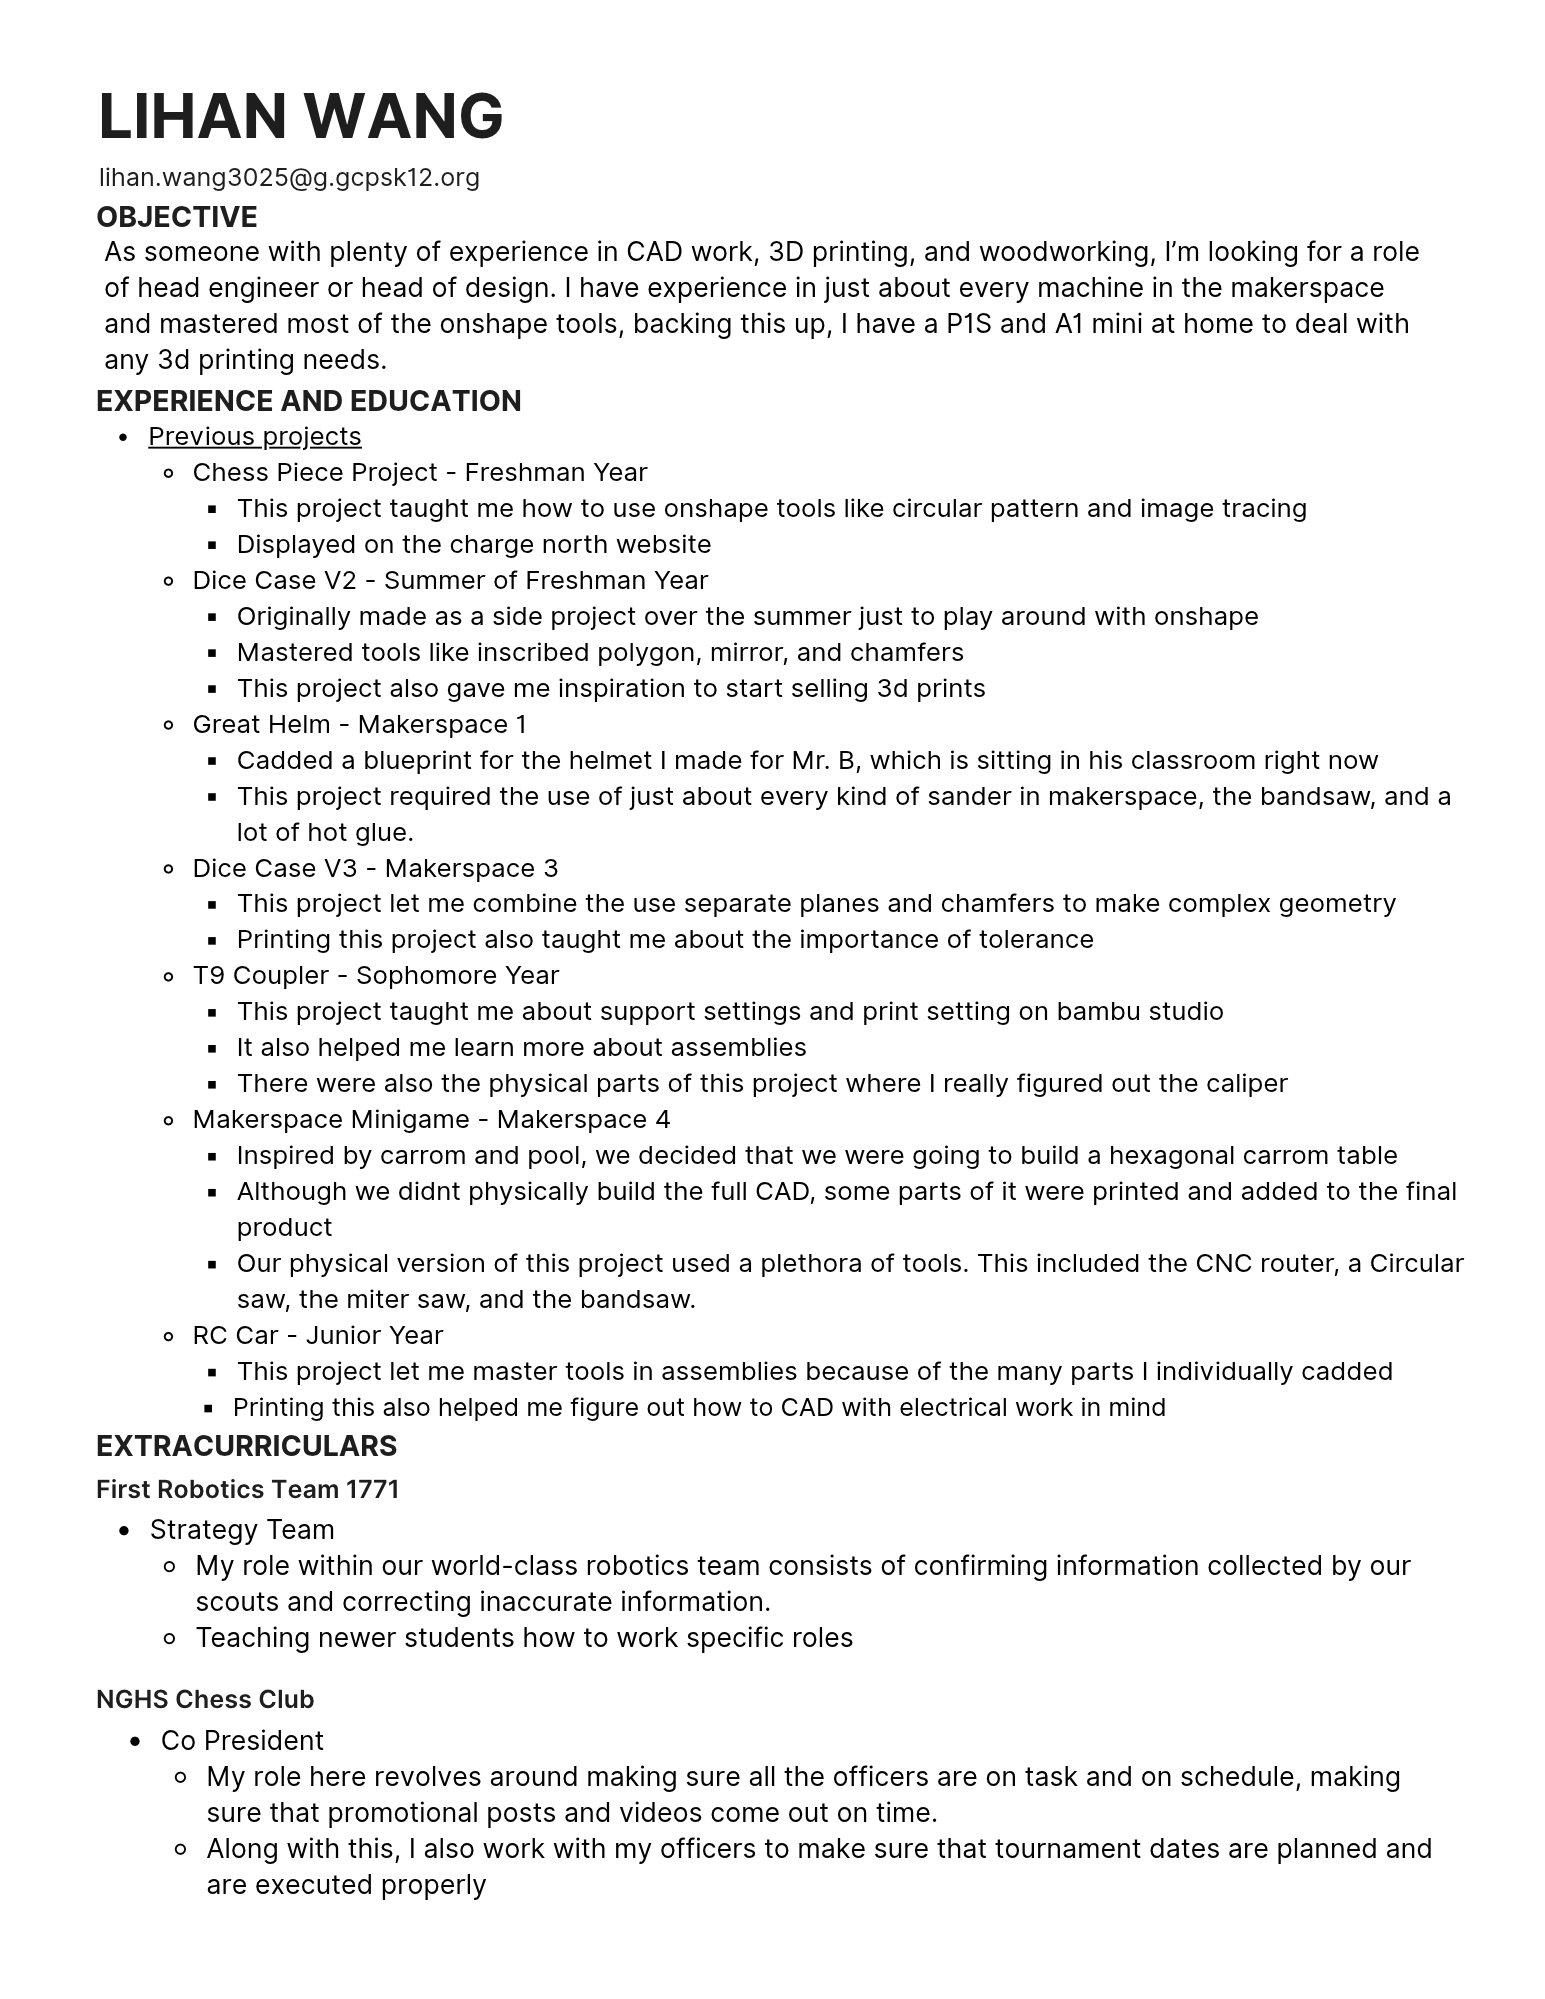 LIHAN WANG
lihan.wang3025@g.gcpsk12.org
OBJECTIVE
As someone with plenty of experience in CAD work, 3D printing, and woodworking, I’m looking for a role
of head engineer or head of design. I have experience in just about every machine in the makerspace
and mastered most of the onshape tools, backing this up, I have a P1S and A1 mini at home to deal with
any 3d printing needs.
EXPERIENCE AND EDUCATION
Previous projects
Chess Piece Project - Freshman Year
This project taught me how to use onshape tools like circular pattern and image tracing
Displayed on the charge north website
Dice Case V2 - Summer of Freshman Year
Originally made as a side project over the summer just to play around with onshape
Mastered tools like inscribed polygon, mirror, and chamfers
This project also gave me inspiration to start selling 3d prints
Great Helm - Makerspace 1
Cadded a blueprint for the helmet I made for Mr. B, which is sitting in his classroom right now
This project required the use of just about every kind of sander in makerspace, the bandsaw, and a
lot of hot glue.
Dice Case V3 - Makerspace 3
This project let me combine the use separate planes and chamfers to make complex geometry
Printing this project also taught me about the importance of tolerance
T9 Coupler - Sophomore Year
This project taught me about support settings and print setting on bambu studio
It also helped me learn more about assemblies
There were also the physical parts of this project where I really figured out the caliper
Makerspace Minigame - Makerspace 4
Inspired by carrom and pool, we decided that we were going to build a hexagonal carrom table
Although we didnt physically build the full CAD, some parts of it were printed and added to the final
product
Our physical version of this project used a plethora of tools. This included the CNC router, a Circular
saw, the miter saw, and the bandsaw.
RC Car - Junior Year
This project let me master tools in assemblies because of the many parts I individually cadded
Printing this also helped me figure out how to CAD with electrical work in mind
EXTRACURRICULARS
First Robotics Team 1771
Strategy Team
My role within our world-class robotics team consists of confirming information collected by our
scouts and correcting inaccurate information.
Teaching newer students how to work specific roles
NGHS Chess Club
Co President
My role here revolves around making sure all the officers are on task and on schedule, making
sure that promotional posts and videos come out on time.
Along with this, I also work with my officers to make sure that tournament dates are planned and
are executed properly